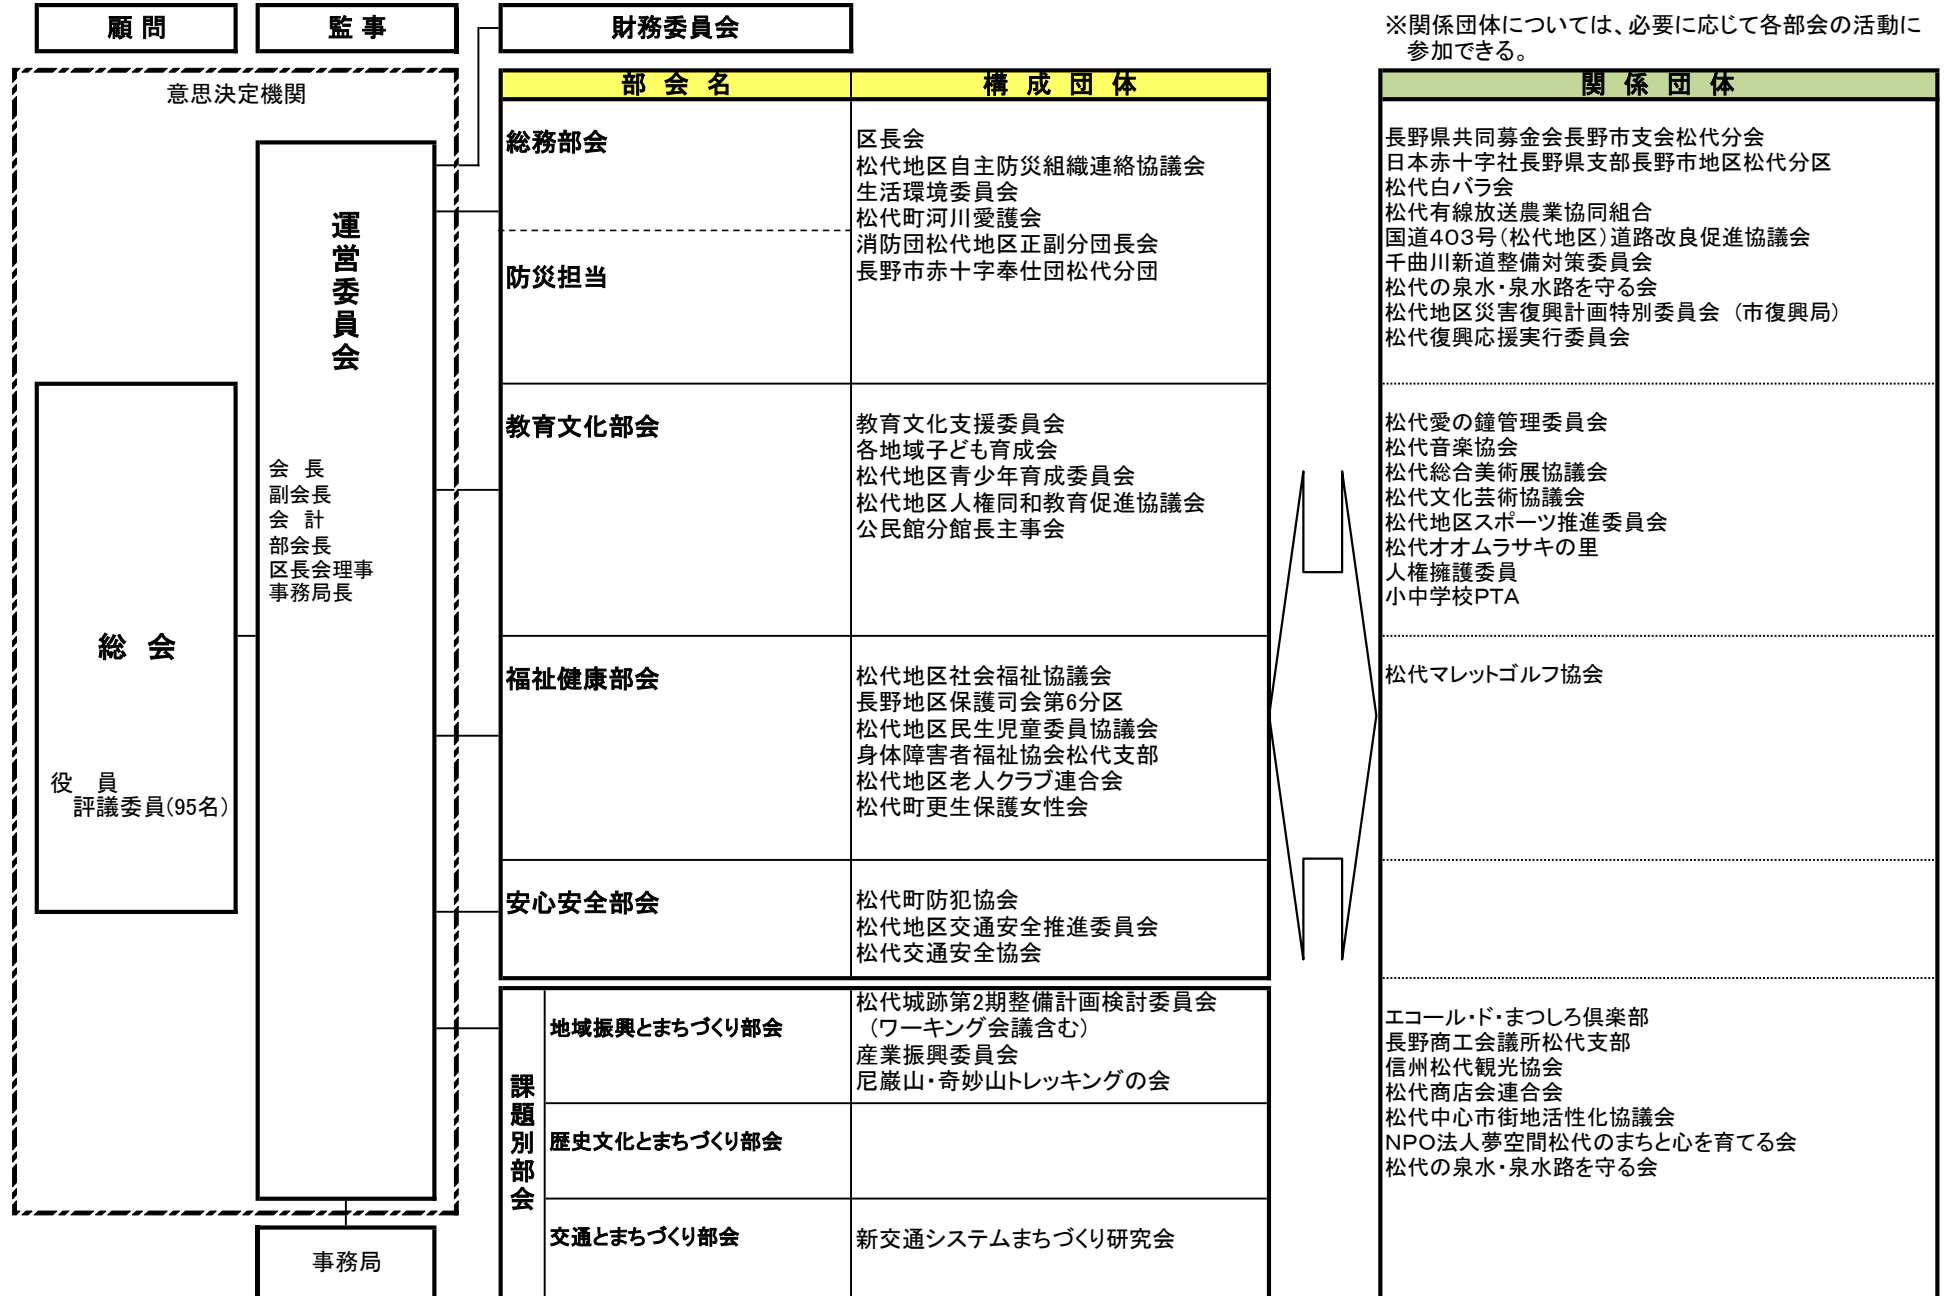 顧 問
監 事
財務委員会
※関係団体については、必要に応じて各部会の活動に
参加できる。
意思決定機関
運営委員会
会 長
副会長
会 計
部会長
区長会理事
事務局長
総 会
役 員
評議委員(95名)
事務局
部 会 名
構 成 団 体
総務部会
防災担当
区長会
松代地区自主防災組織連絡協議会
生活環境委員会
松代町河川愛護会
消防団松代地区正副分団長会
長野市赤十字奉仕団松代分団
教育文化部会
教育文化支援委員会
各地域子ども育成会
松代地区青少年育成委員会
松代地区人権同和教育促進協議会
公民館分館長主事会
福祉健康部会
松代地区社会福祉協議会
長野地区保護司会第6分区
松代地区民生児童委員協議会
身体障害者福祉協会松代支部
松代地区老人クラブ連合会
松代町更生保護女性会
安心安全部会
松代町防犯協会
松代地区交通安全推進委員会
松代交通安全協会
課題別部会
地域振興とまちづくり部会
松代城跡第2期整備計画検討委員会
（ワーキング会議含む）
産業振興委員会
尼巌山・奇妙山トレッキングの会
歴史文化とまちづくり部会
交通とまちづくり部会
新交通システムまちづくり研究会
関 係 団 体
長野県共同募金会長野市支会松代分会
日本赤十字社長野県支部長野市地区松代分区
松代白バラ会
松代有線放送農業協同組合
国道403号（松代地区）道路改良促進協議会
千曲川新道整備対策委員会
松代の泉水・泉水路を守る会
松代地区災害復興計画特別委員会 （市復興局）
松代復興応援実行委員会
松代愛の鐘管理委員会
松代音楽協会
松代総合美術展協議会
松代文化芸術協議会
松代地区スポーツ推進委員会
松代オオムラサキの里
人権擁護委員
小中学校PTA
松代マレットゴルフ協会
エコール・ド・まつしろ倶楽部
長野商工会議所松代支部
信州松代観光協会
松代商店会連合会
松代中心市街地活性化協議会
NPO法人夢空間松代のまちと心を育てる会
松代の泉水・泉水路を守る会